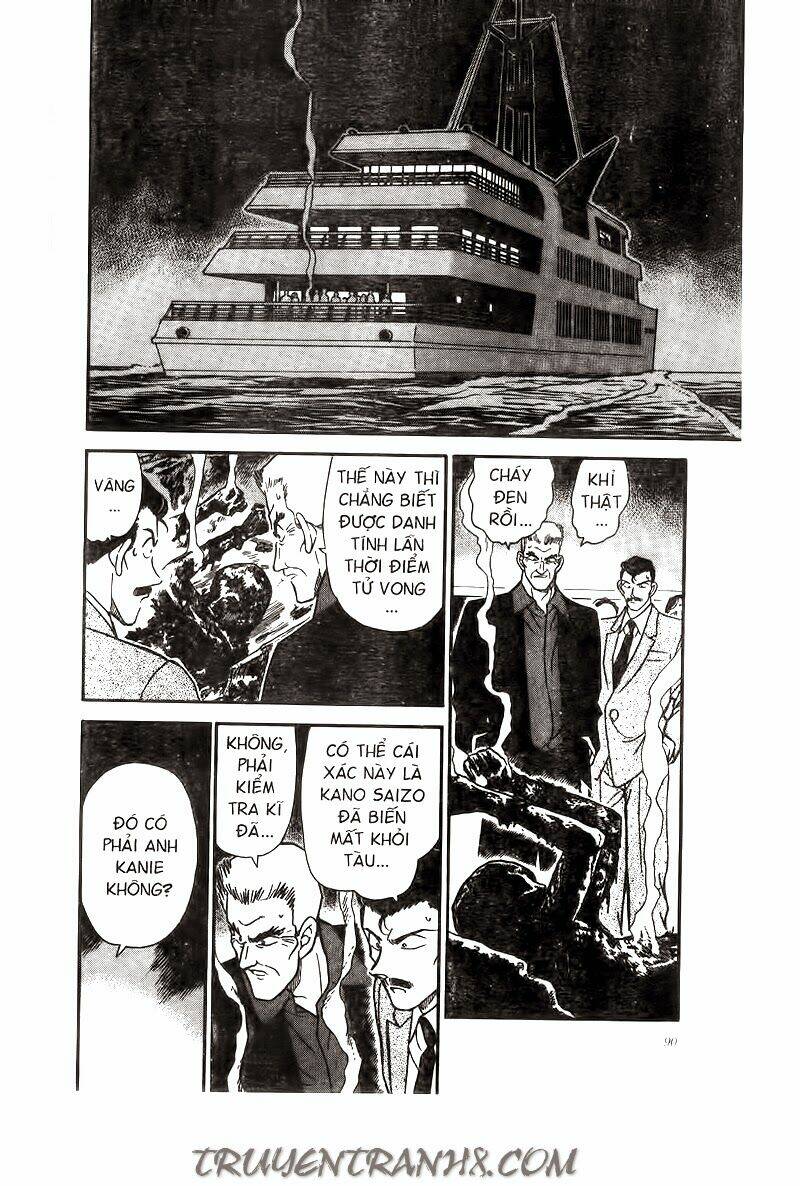 KHỈ
THẬT
...
CHÁY
ĐEN
RỒI...
THẾ NÀY THÌ
CHẲNG BIẾT
ĐƯỢC DANH
TÍNH LẪN
THỜI ĐIỂM
TỬ VONG
...
VÂNG
...
CÓ THỂ CÁI
XÁC NÀY LÀ
KANO SAIZO
ĐÃ BIẾN
MẤT KHỎI
TÀU...
KHÔNG,
PHẢI
KIỂM
TRA KĨ
ĐÃ...
ĐÓ CÓ
PHẢI ANH
KANIE
KHÔNG?
90
TRUYENTRANH8.COM